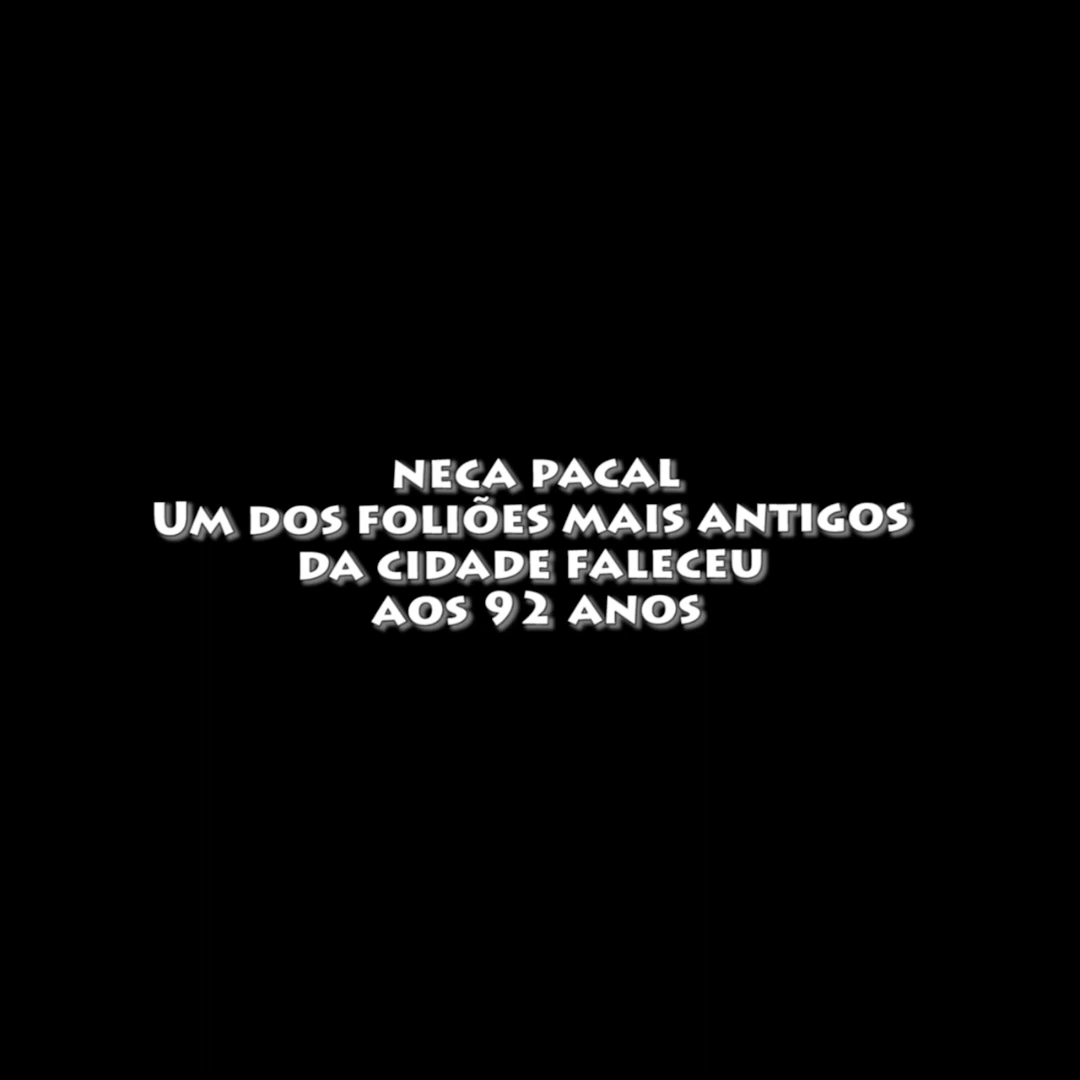 NECA PACAL
UM DOS FOLIÕES MAIS ANTIGOS
DA CIDADE FALECEU
AOS 92 ANOS